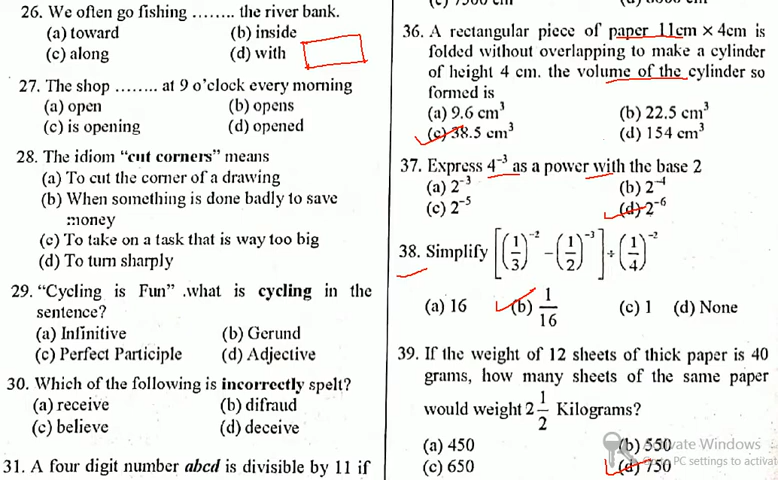 26. We often go fishing ........ the river bank.
(a) toward (b) inside
(c) along (d) with
27. The shop ........ at 9 o'clock every morning
(a) open (b) opens
(c) is opening (d) opened
28. The idiom "cut corners" means
(a) To cut the corner of a drawing
(b) When something is done badly to save
money
(c) To take on a task that is way too big
(d) To turn sharply
29. "Cycling is Fun" .what is cycling in the
sentence?
(a) Infinitive (b) Gerund
(c) Perfect Participle (d) Adjective
30. Which of the following is incorrectly spelt?
(a) receive (b) difraud
(c) believe (d) deceive
31. A four digit number abcd is divisible by 11 if
36. A rectangular piece of paper 11cm × 4cm is
folded without overlapping to make a cylinder
of height 4 cm. the volume of the cylinder so
formed is
(a) 9.6 cm³ (b) 22.5 cm³
(c) 38.5 cm³ (d) 154 cm³
37. Express 4⁻³ as a power with the base 2
(a) 2⁻³ (b) 2⁻⁴
(c) 2⁻⁵ (d) 2⁻⁶
38. Simplify [(1/3)⁻² − (1/2)⁻³] ÷ (1/4)⁻²
(a) 16 (b) 1/16 (c) 1 (d) None
39. If the weight of 12 sheets of thick paper is 40
grams, how many sheets of the same paper
would weight 2 1/2 Kilograms?
(a) 450 (b) 550
(c) 650 (d) 750
Activate Windows
PC settings to activat